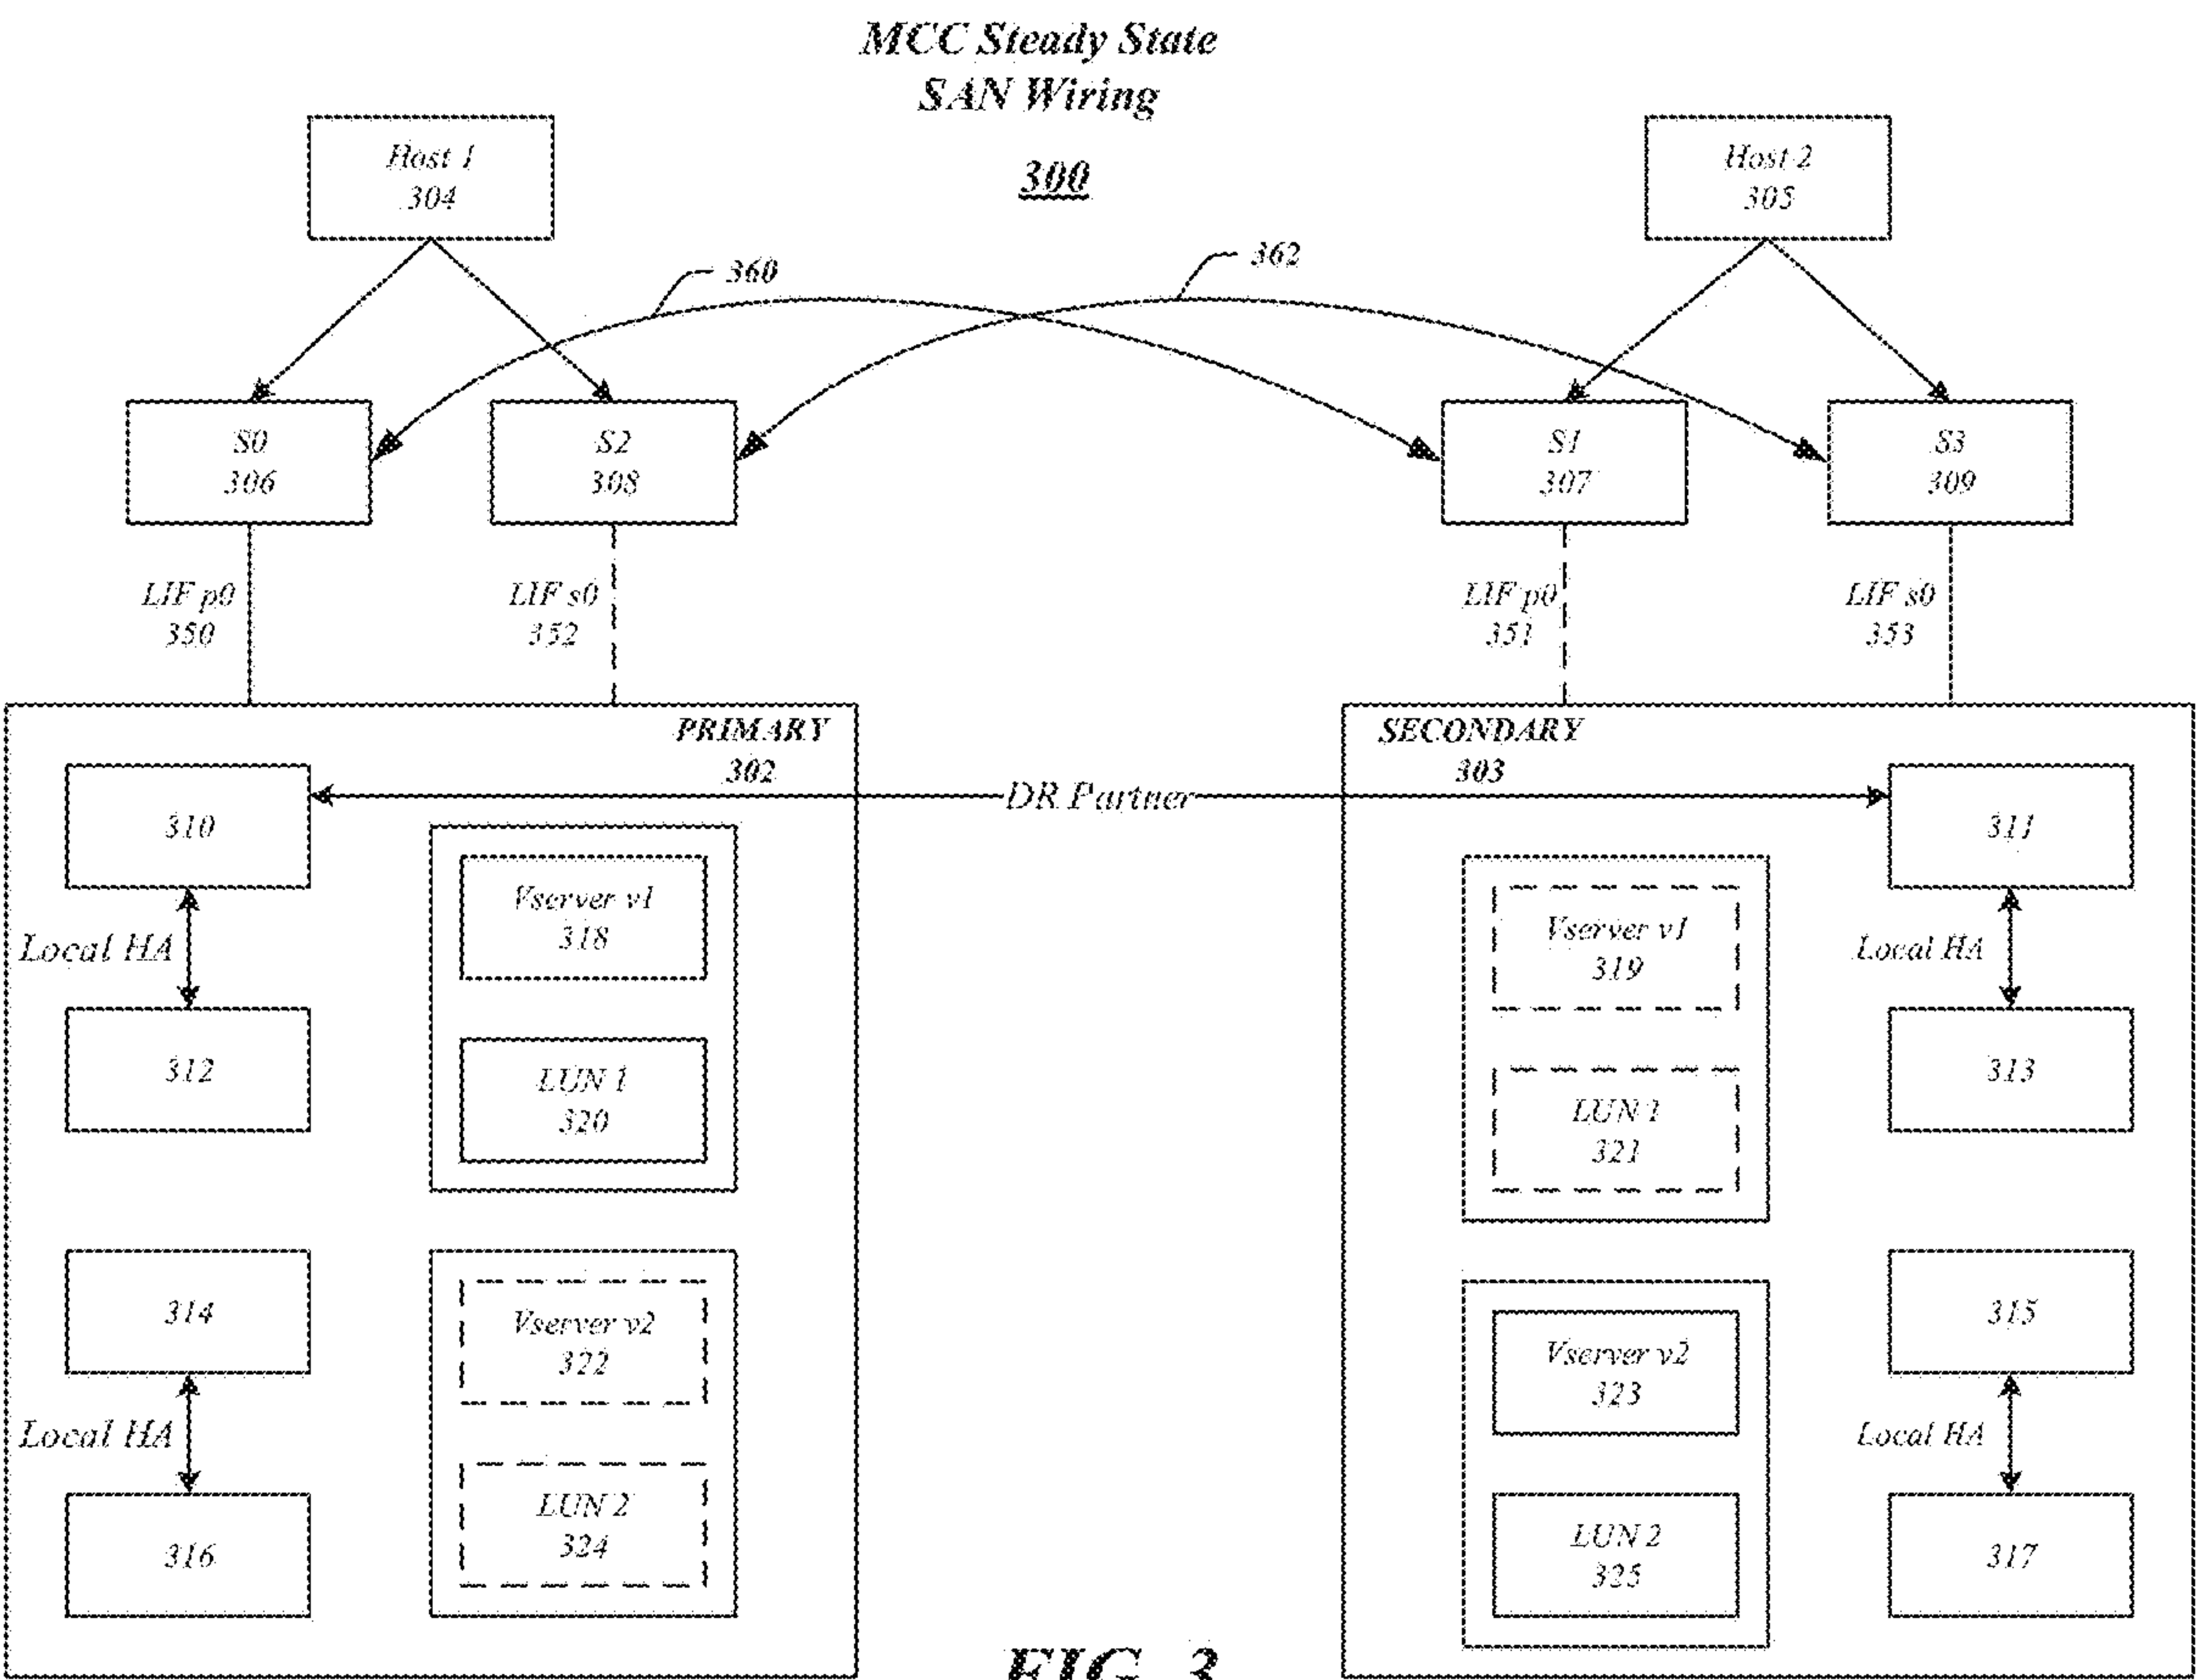 MCC Steady State
SAN Wiring
300
Host 1
304
Host 2
305
360
362
S0
306
S2
308
S1
307
S3
309
LIF p0
350
LIF s0
352
LIF p0
351
LIF s0
353
PRIMARY
302
SECONDARY
303
DR Partner
310
311
Vserver v1
318
Vserver v1
319
Local HA
Local HA
312
313
LUN 1
320
LUN 1
321
314
315
Vserver v2
322
Vserver v2
323
Local HA
Local HA
LUN 2
324
LUN 2
325
316
317
FIG. 3